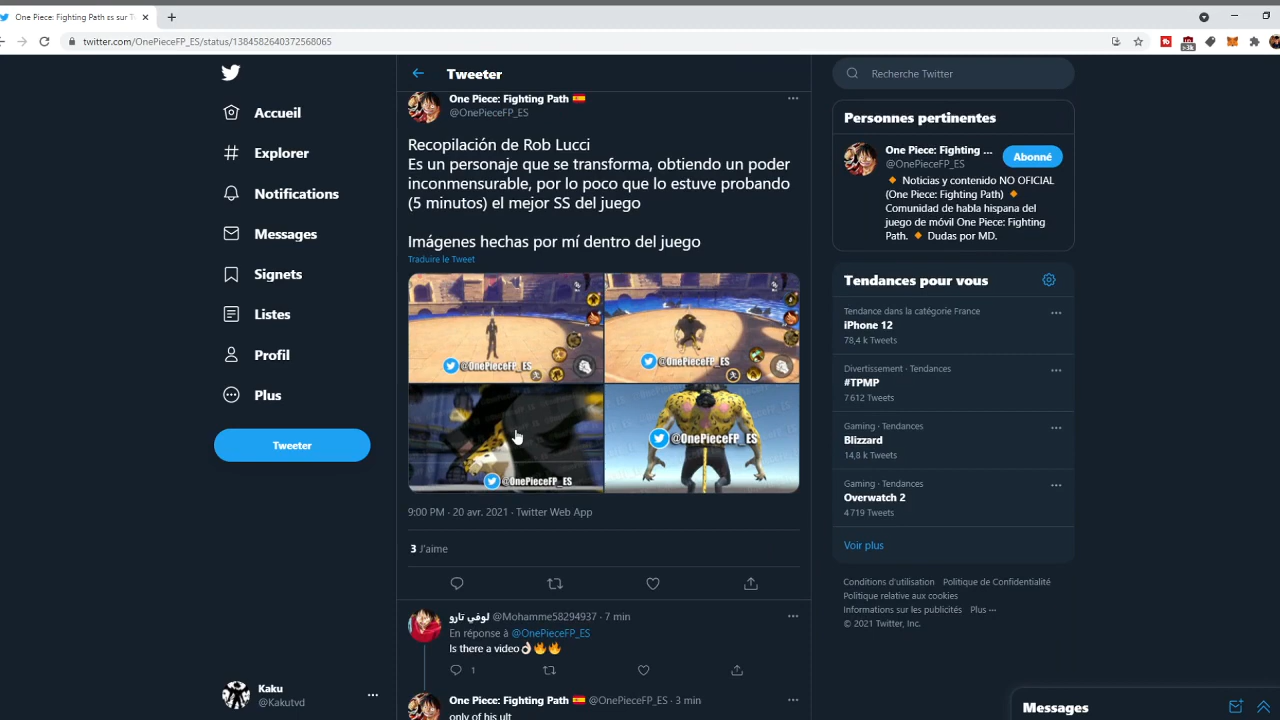 One Piece: Fighting Path ES sur T
twitter.com/OnePieceFP_ES/status/1384582640372568065
Accueil
Explorer
Notifications
Messages
Signets
Listes
Profil
Plus
Tweeter
Kaku
@Kakutvd
Tweeter
One Piece: Fighting Path 🇪🇸
@OnePieceFP_ES
Recopilación de Rob Lucci
Es un personaje que se transforma, obtiendo un poder
inconmensurable, por lo poco que lo estuve probando
(5 minutos) el mejor SS del juego
Imágenes hechas por mí dentro del juego
Traduire le Tweet
@OnePieceFP_ES
@OnePieceFP_ES
@OnePieceFP_ES
@OnePieceFP_ES
9:00 PM · 20 avr. 2021 · Twitter Web App
3 J'aime
لوفي تارو @Mohamme58294937 · 7 min
En réponse à @OnePieceFP_ES
Is there a video👌🏻🔥🔥
1
One Piece: Fighting Path 🇪🇸 @OnePieceFP_ES · 3 min
only of his ult
Recherche Twitter
Personnes pertinentes
One Piece: Fighting ...
@OnePieceFP_ES
Abonné
🔸 Noticias y contenido NO OFICIAL
(One Piece: Fighting Path) 🔸
Comunidad de habla hispana del
juego de móvil One Piece: Fighting
Path. 🔸 Dudas por MD.
Tendances pour vous
Tendance dans la catégorie France
iPhone 12
78,4 k Tweets
Divertissement · Tendances
#TPMP
7 612 Tweets
Gaming · Tendances
Blizzard
14,8 k Tweets
Gaming · Tendances
Overwatch 2
4 719 Tweets
Voir plus
Conditions d'utilisation Politique de Confidentialité
Politique relative aux cookies
Informations sur les publicités Plus ···
© 2021 Twitter, Inc.
Messages